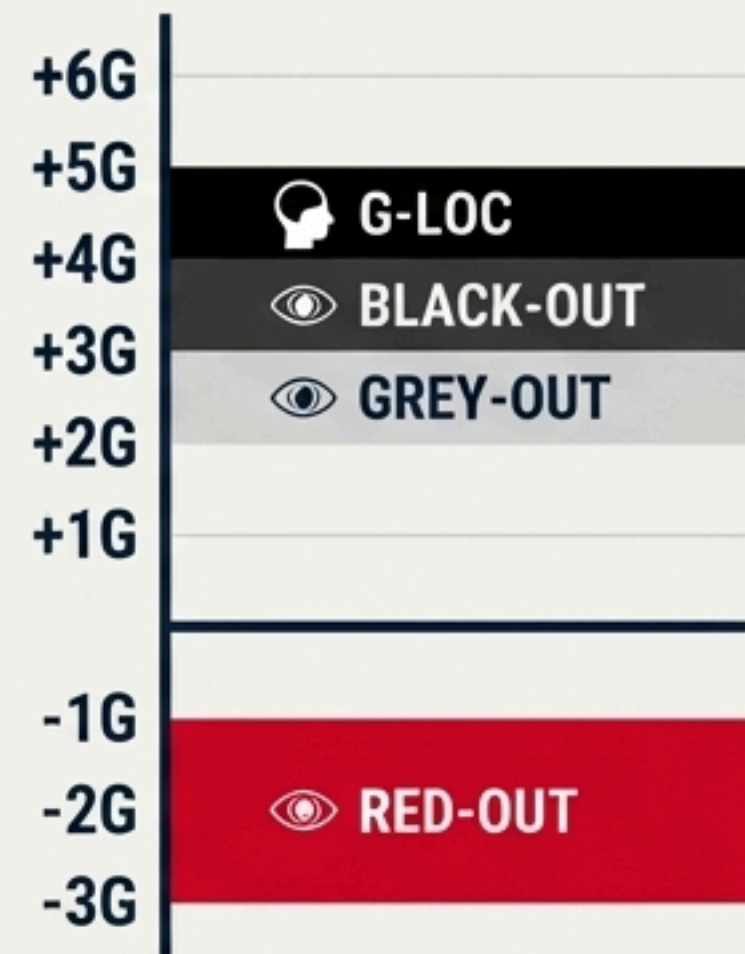 +6G
+5G
G-LOC
+4G
BLACK-OUT
+3G
GREY-OUT
+2G
+1G
-1G
-2G RED-OUT
-3G